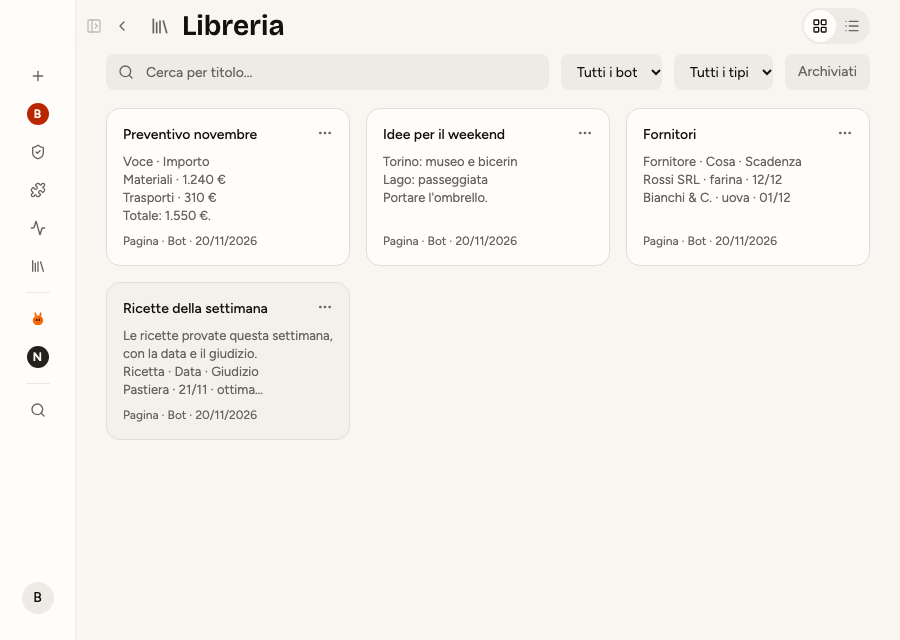 Libreria
Cerca per titolo...
Tutti i bot
Tutti i tipi
Archiviati
B
N
B
Preventivo novembre
Voce · Importo
Materiali · 1.240 €
Trasporti · 310 €
Totale: 1.550 €.
Pagina · Bot · 20/11/2026
Idee per il weekend
Torino: museo e bicerin
Lago: passeggiata
Portare l'ombrello.
Pagina · Bot · 20/11/2026
Fornitori
Fornitore · Cosa · Scadenza
Rossi SRL · farina · 12/12
Bianchi & C. · uova · 01/12
Pagina · Bot · 20/11/2026
Ricette della settimana
Le ricette provate questa settimana,
con la data e il giudizio.
Ricetta · Data · Giudizio
Pastiera · 21/11 · ottima...
Pagina · Bot · 20/11/2026